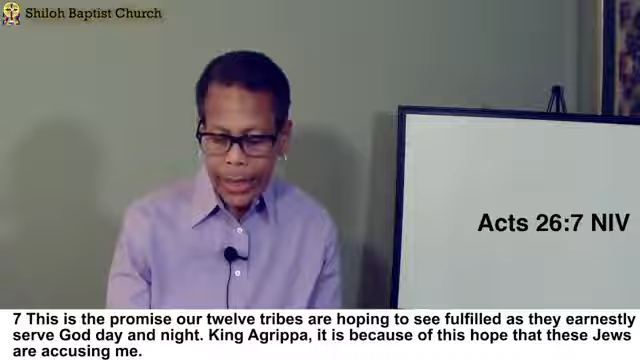 Shiloh Baptist Church
Acts 26:7 NIV
7 This is the promise our twelve tribes are hoping to see fulfilled as they earnestly
serve God day and night. King Agrippa, it is because of this hope that these Jews
are accusing me.